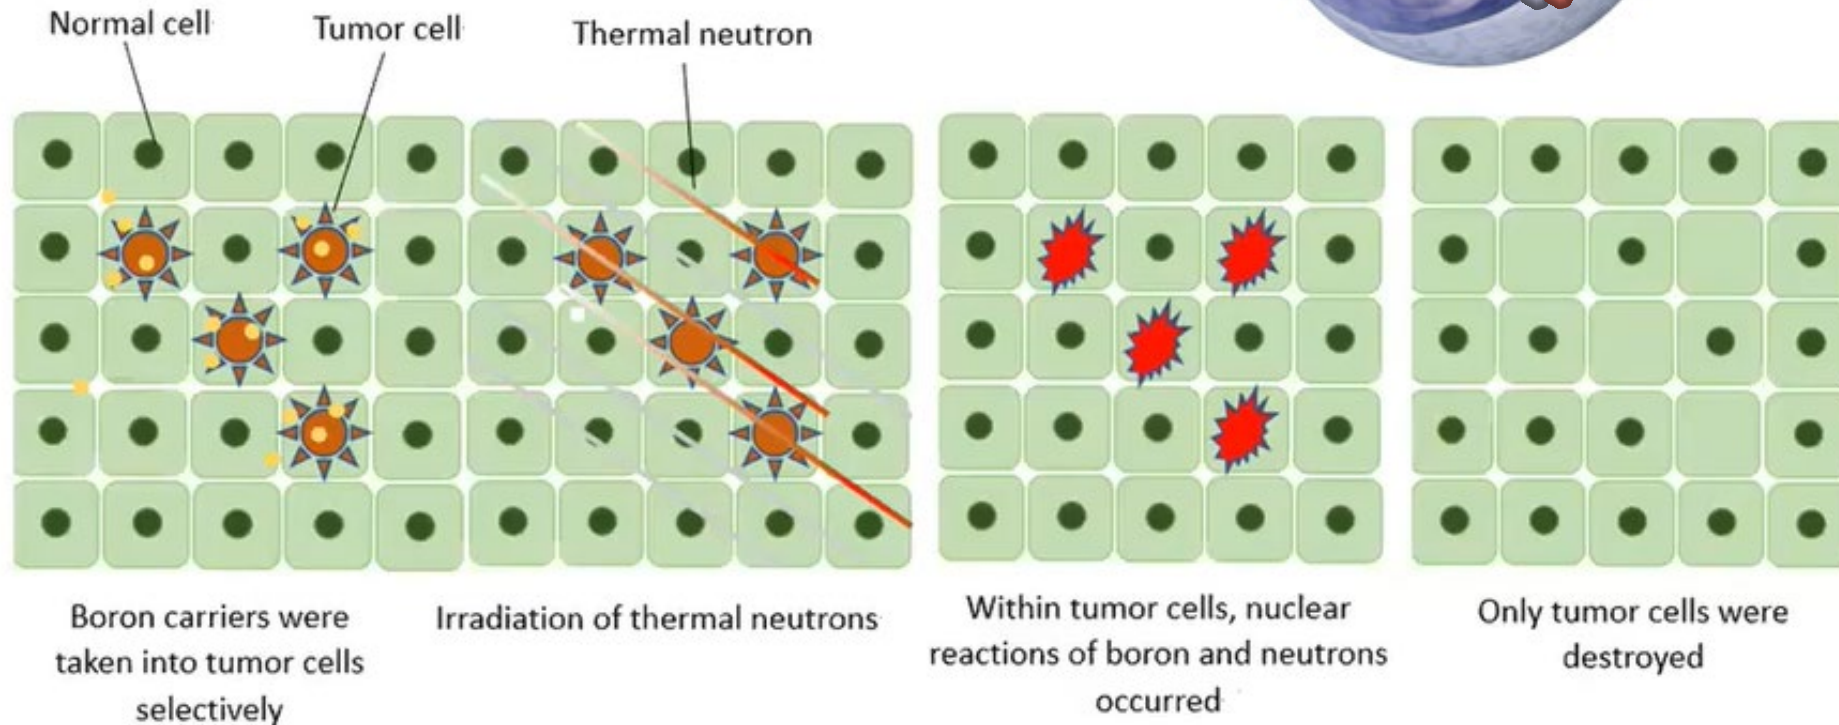 Normal cell
Tumor cell
Thermal neutron
Boron carriers were
taken into tumor cells
selectively
Irradiation of thermal neutrons
Within tumor cells, nuclear
reactions of boron and neutrons
occurred
Only tumor cells were
destroyed